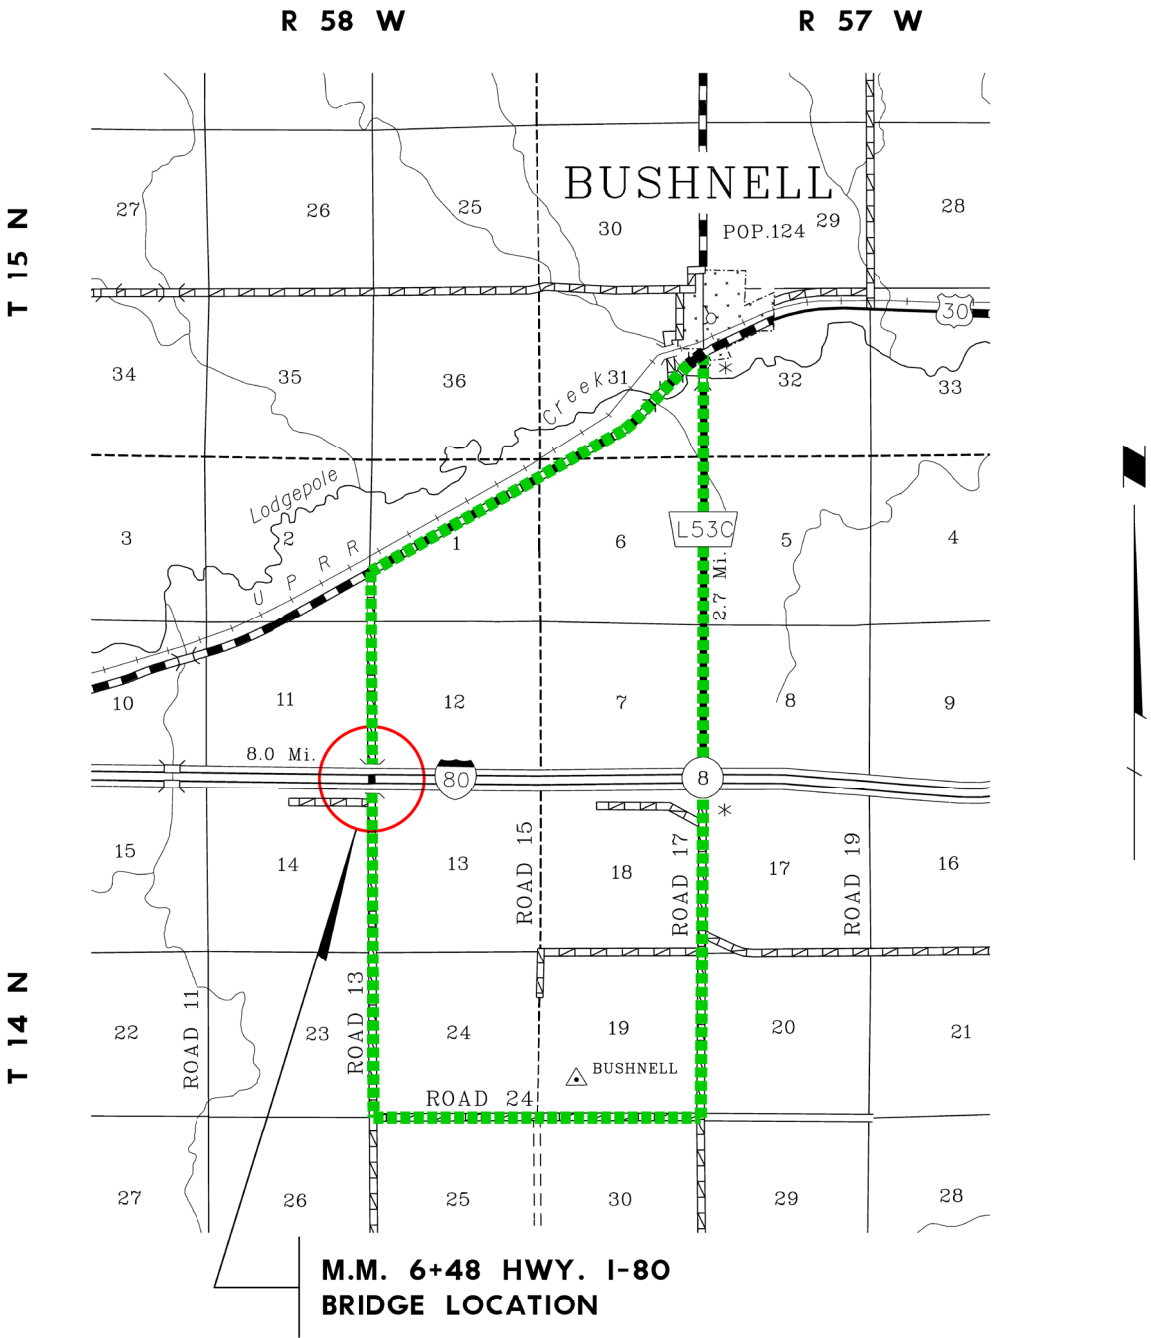 R 58 W
R 57 W
T 15 N
BUSHNELL
POP.124
27
26
25
30
29
28
30
34
35
36
31
32
33
Creek
Lodgepole
U P R R
3
2
1
6
5
4
L53C
2.7 Mi.
10
11
12
7
8
9
8.0 Mi.
80
8
15
14
13
18
17
16
ROAD 15
ROAD 17
ROAD 19
T 14 N
ROAD 11
ROAD 13
22
23
24
19
20
21
BUSHNELL
ROAD 24
27
26
25
30
29
28
M.M. 6+48 HWY. I-80
BRIDGE LOCATION